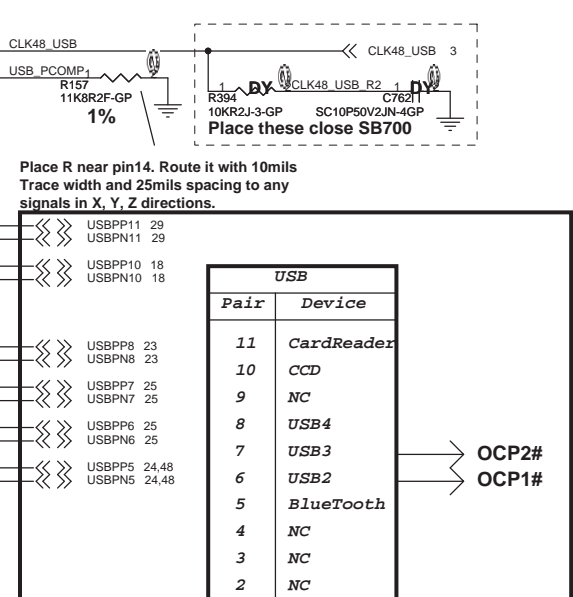 CLK48_USB
CLK48_USB 3
USB_PCOMP 1
R157
11K8R2F-GP
1%
1 DY CLK48_USB_R2 1 DY
R394
10KR2J-3-GP
C762
SC10P50V2JN-4GP
Place these close SB700
Place R near pin14. Route it with 10mils
Trace width and 25mils spacing to any
signals in X, Y, Z directions.
USBPP11 29
USBPN11 29
USBPP10 18
USBPN10 18
USBPP8 23
USBPN8 23
USBPP7 25
USBPN7 25
USBPP6 25
USBPN6 25
USBPP5 24,48
USBPN5 24,48
USB
Pair Device
11 CardReader
10 CCD
9 NC
8 USB4
7 USB3
6 USB2
5 BlueTooth
4 NC
3 NC
2 NC
OCP2#
OCP1#